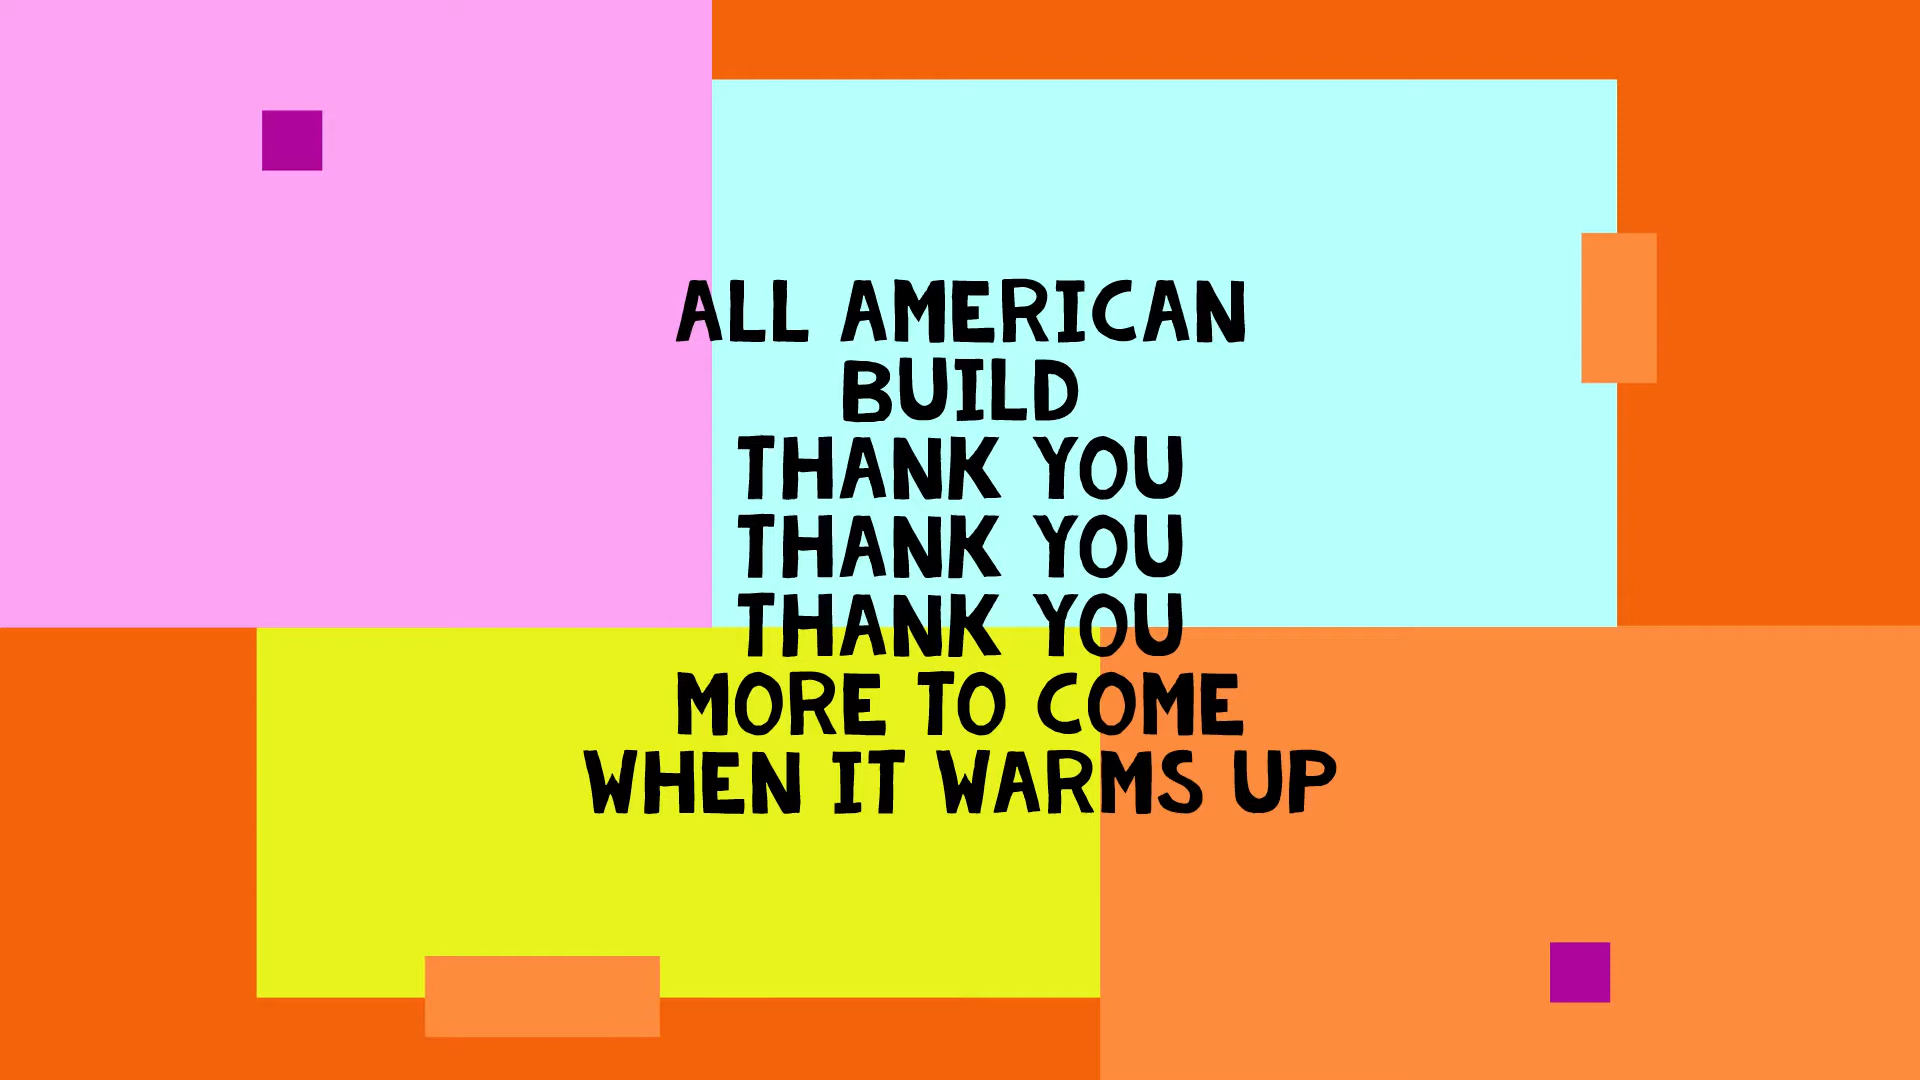 ALL AMERICAN
BUILD
THANK YOU
THANK YOU
THANK YOU
MORE TO COME
WHEN IT WARMS UP